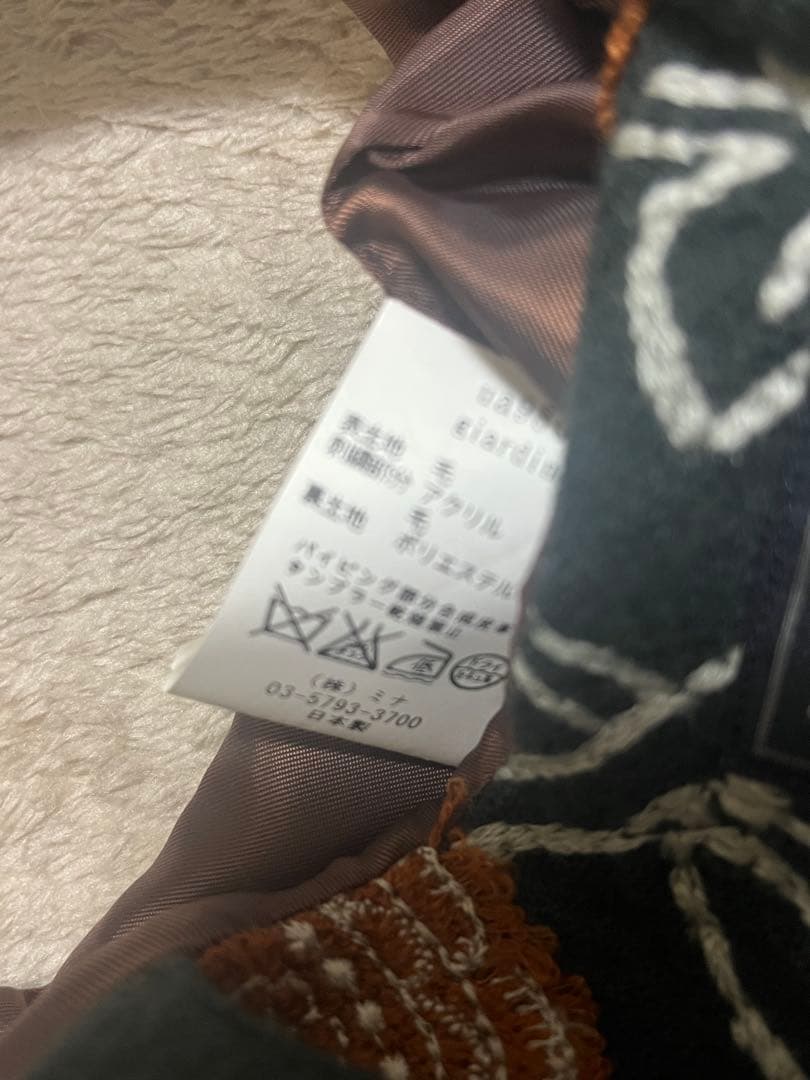 giardin
表生地 毛
刺繍部分 アクリル
毛
裏生地 ポリエステル
パイピング部分合成皮革
タンブラー乾燥禁止
(株) ミナ
03-5793-3700
日本製